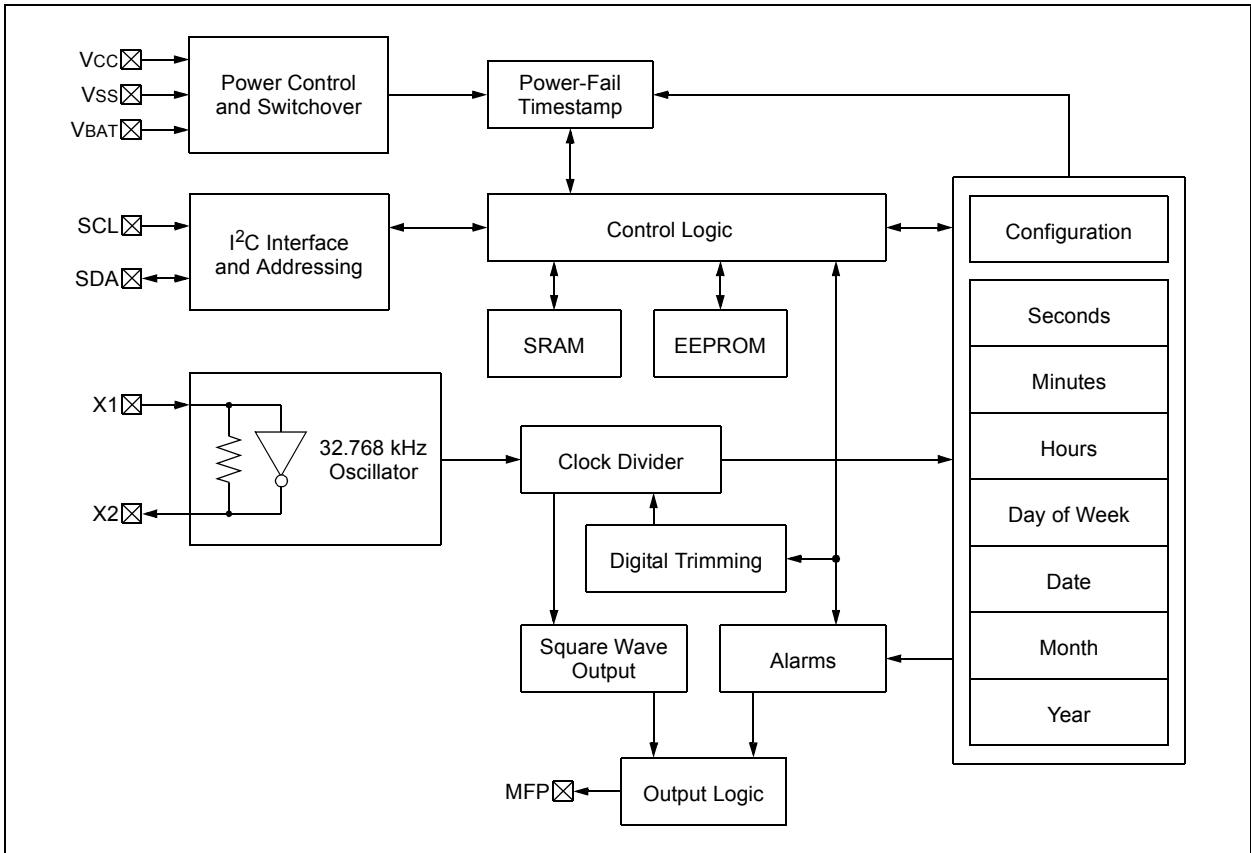 VCC
VSS
VBAT
Power Control
and Switchover
Power-Fail
Timestamp
SCL
SDA
I2C Interface
and Addressing
Control Logic
SRAM
EEPROM
X1
X2
32.768 kHz
Oscillator
Clock Divider
Digital Trimming
Square Wave
Output
Alarms
MFP
Output Logic
Configuration
Seconds
Minutes
Hours
Day of Week
Date
Month
Year